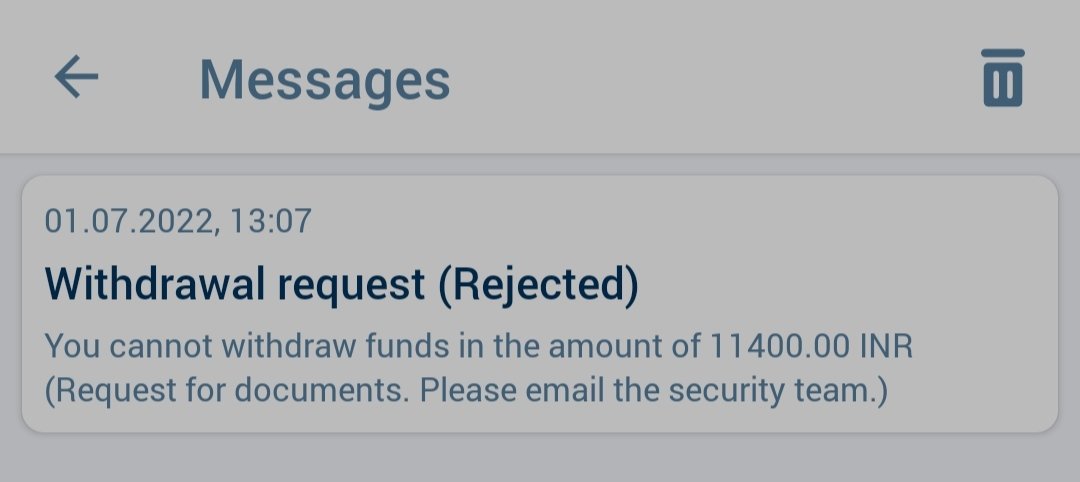 Messages
01.07.2022, 13:07
Withdrawal request (Rejected)
You cannot withdraw funds in the amount of 11400.00 INR
(Request for documents. Please email the security team.)